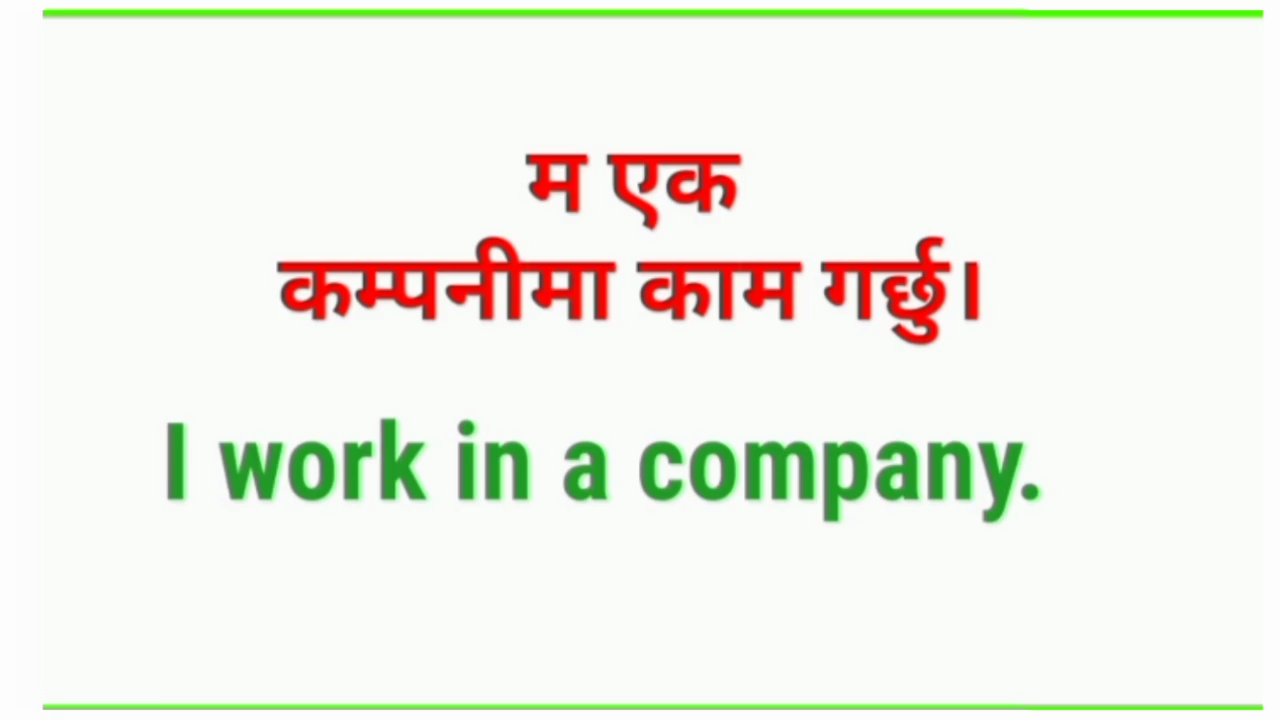 म एक
कम्पनीमा काम गर्छु।
I work in a company.